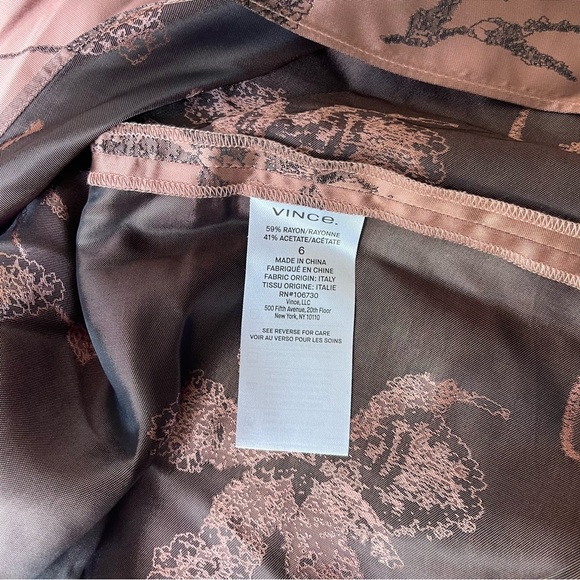 VINCe.
59% RAYON/RAYONNE
41% ACETATE/ACÉTATE
6
MADE IN CHINA
FABRIQUÉ EN CHINE
FABRIC ORIGIN: ITALY
TISSU ORIGINE: ITALIE
RN#106730
Vince, LLC
500 Fifth Avenue, 20th Floor
New York, NY 10110
SEE REVERSE FOR CARE
VOIR AU VERSO POUR LES SOINS